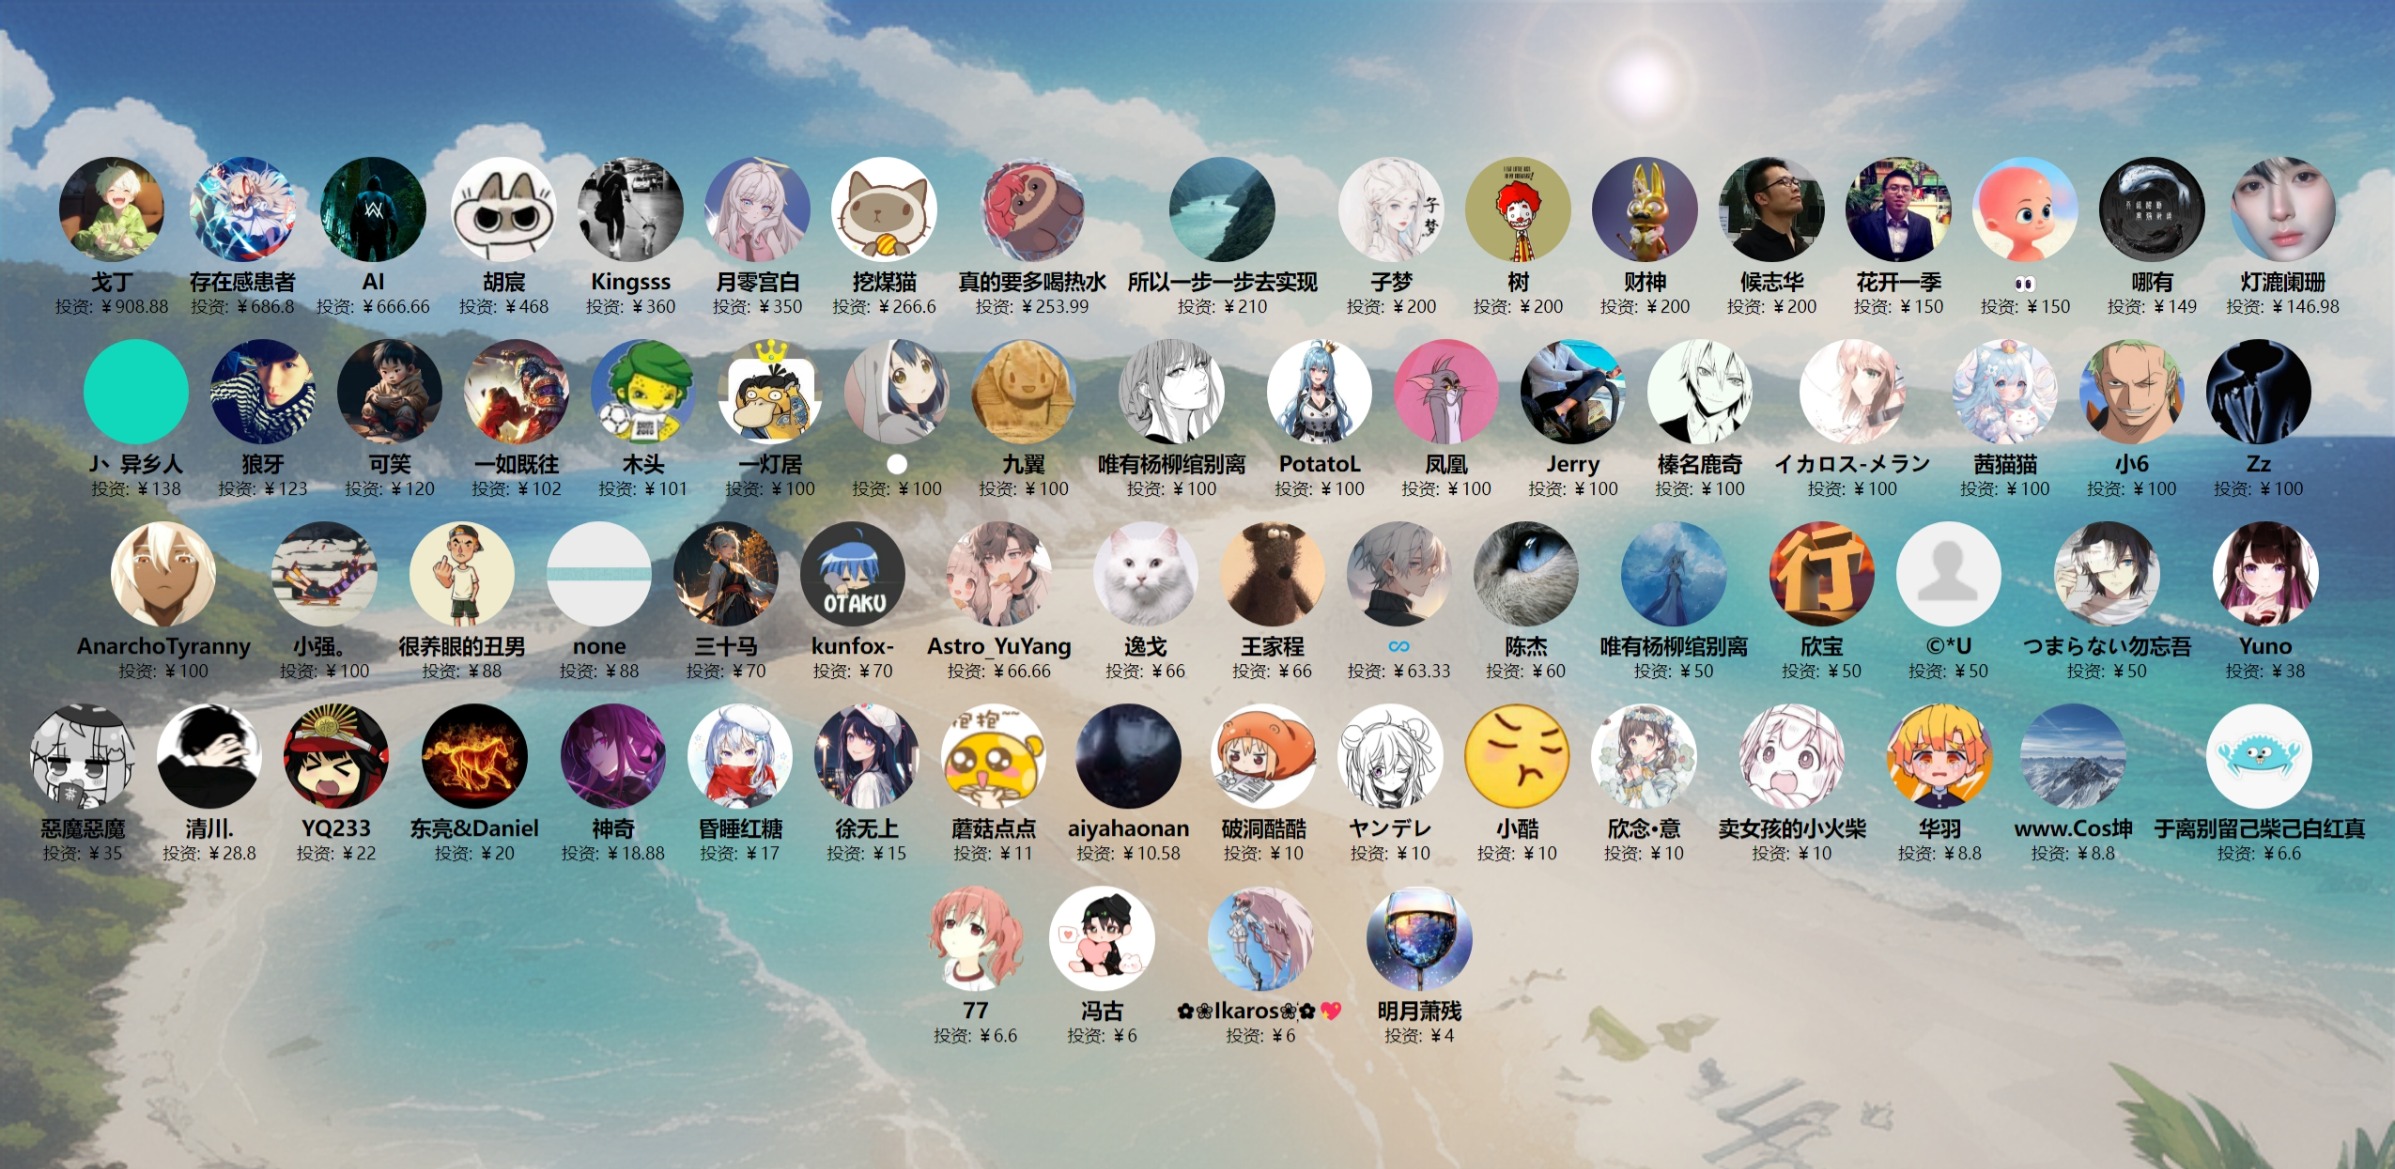 戈丁 存在感患者 AI 胡宸 Kingsss 月零宫白 挖煤猫 真的要多喝热水 所以一步一步去实现 子梦 树 财神 候志华 花开一季 👀 哪有 灯漉阑珊
投资: ¥908.88 投资: ¥686.8 投资: ¥666.66 投资: ¥468 投资: ¥360 投资: ¥350 投资: ¥266.6 投资: ¥253.99 投资: ¥210 投资: ¥200 投资: ¥200 投资: ¥200 投资: ¥200 投资: ¥150 投资: ¥150 投资: ¥149 投资: ¥146.98
J、异乡人 狼牙 可笑 一如既往 木头 一灯居 ⚪ 九翼 唯有杨柳绾别离 PotatoL 凤凰 Jerry 榛名鹿奇 イカロス-メラン 茜猫猫 小6 Zz
投资: ¥138 投资: ¥123 投资: ¥120 投资: ¥102 投资: ¥101 投资: ¥100 投资: ¥100 投资: ¥100 投资: ¥100 投资: ¥100 投资: ¥100 投资: ¥100 投资: ¥100 投资: ¥100 投资: ¥100 投资: ¥100 投资: ¥100
OTAKU 行
AnarchoTyranny 小强。 很养眼的丑男 none 三十马 kunfox- Astro_YuYang 逸戈 王家程 ∞ 陈杰 唯有杨柳绾别离 欣宝 ©*U つまらない勿忘吾 Yuno
投资: ¥100 投资: ¥100 投资: ¥88 投资: ¥88 投资: ¥70 投资: ¥70 投资: ¥66.66 投资: ¥66 投资: ¥66 投资: ¥63.33 投资: ¥60 投资: ¥50 投资: ¥50 投资: ¥50 投资: ¥50 投资: ¥38
抱抱~~
惡魔惡魔 清川. YQ233 东亮&Daniel 神奇 昏睡红糖 徐无上 蘑菇点点 aiyahaonan 破洞酷酷 ヤンデレ 小酷 欣念•意 卖女孩的小火柴 华羽 www.Cos坤 于离别留己柴己白红真
投资: ¥35 投资: ¥28.8 投资: ¥22 投资: ¥20 投资: ¥18.88 投资: ¥17 投资: ¥15 投资: ¥11 投资: ¥10.58 投资: ¥10 投资: ¥10 投资: ¥10 投资: ¥10 投资: ¥10 投资: ¥8.8 投资: ¥8.8 投资: ¥6.6
77 冯古 ✿❀Ikaros❀✿💖 明月萧残
投资: ¥6.6 投资: ¥6 投资: ¥6 投资: ¥4